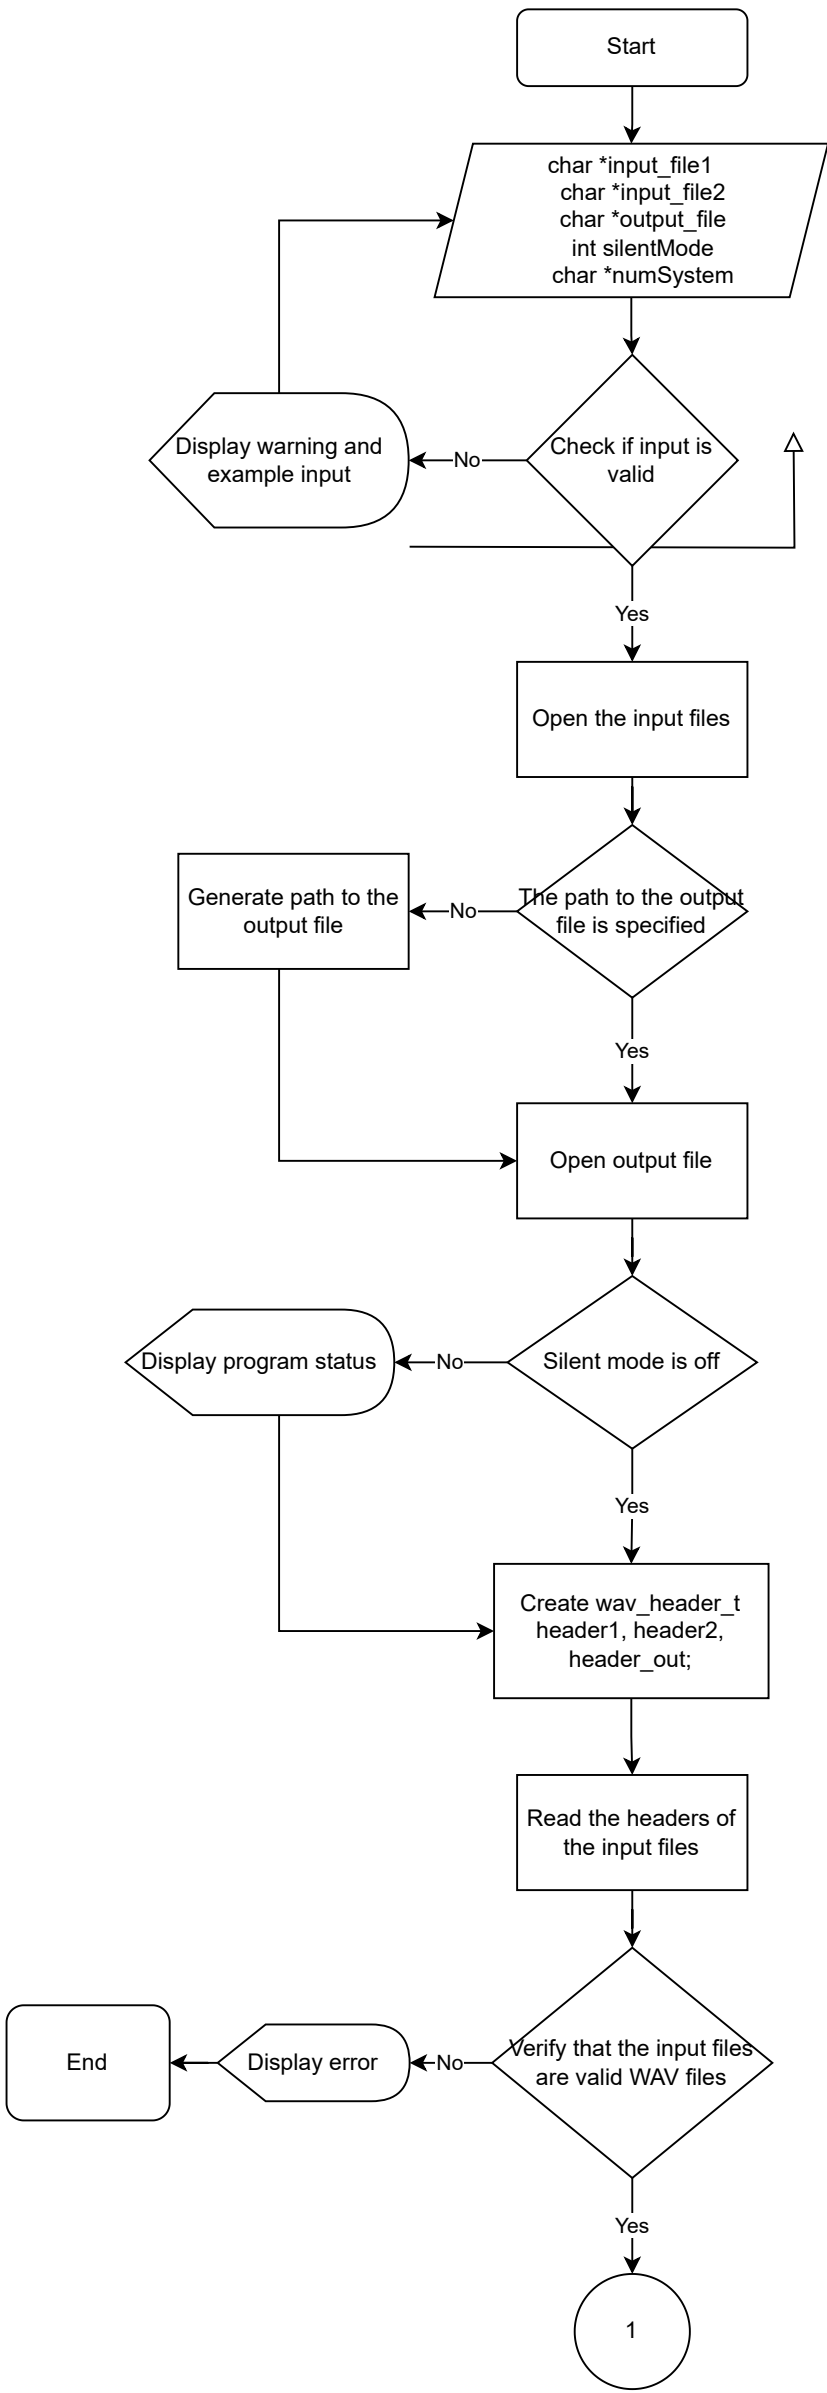 Start
char *input_file1
char *input_file2
char *output_file
int silentMode
char *numSystem
Display warning and
example input
No
Check if input is
valid
Yes
Open the input files
Generate path to the
output file
No
The path to the output
file is specified
Yes
Open output file
Display program status
No
Silent mode is off
Yes
Create wav_header_t
header1, header2,
header_out;
Read the headers of
the input files
End
Display error
No
Verify that the input files
are valid WAV files
Yes
1